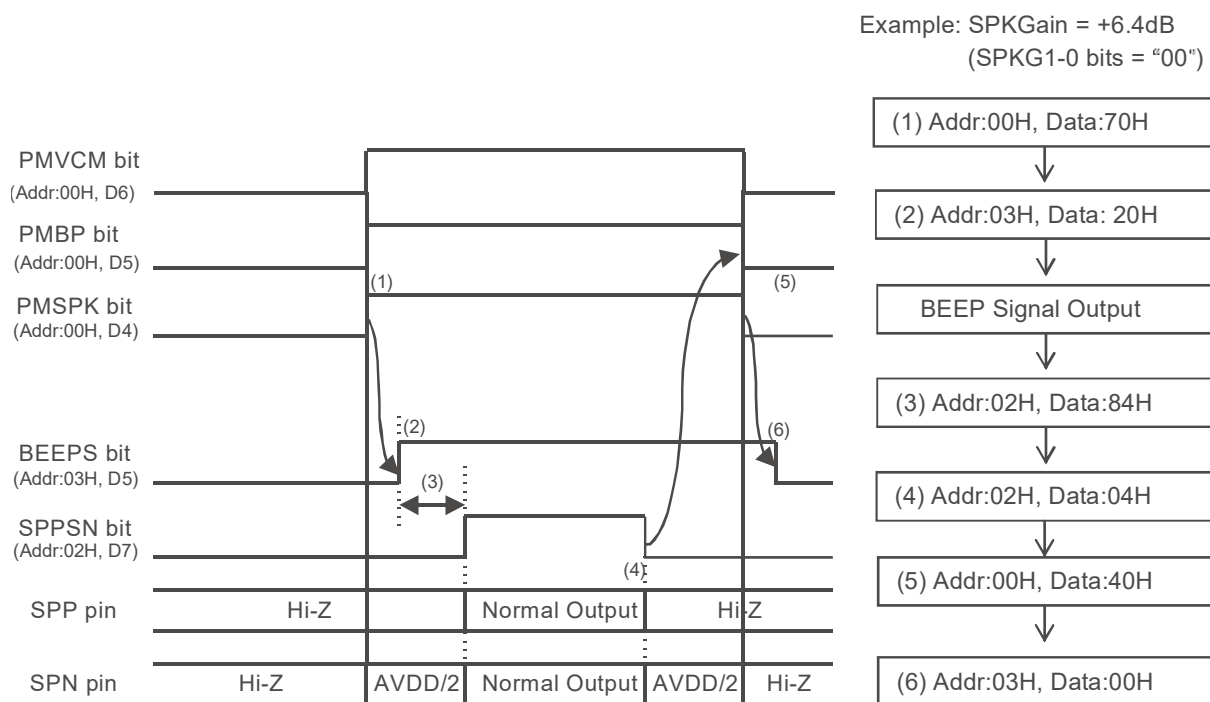 Example: SPKGain = +6.4dB
(SPKG1-0 bits = “00”)
PMVCM bit
(Addr:00H, D6)
PMBP bit
(Addr:00H, D5)
PMSPK bit
(Addr:00H, D4)
BEEPS bit
(Addr:03H, D5)
SPPSN bit
(Addr:02H, D7)
SPP pin
SPN pin
(1)
(5)
(2)
(6)
(3)
(4)
Hi-Z
Normal Output
Hi-Z
Hi-Z
AVDD/2
Normal Output
AVDD/2
Hi-Z
(1) Addr:00H, Data:70H
(2) Addr:03H, Data: 20H
BEEP Signal Output
(3) Addr:02H, Data:84H
(4) Addr:02H, Data:04H
(5) Addr:00H, Data:40H
(6) Addr:03H, Data:00H